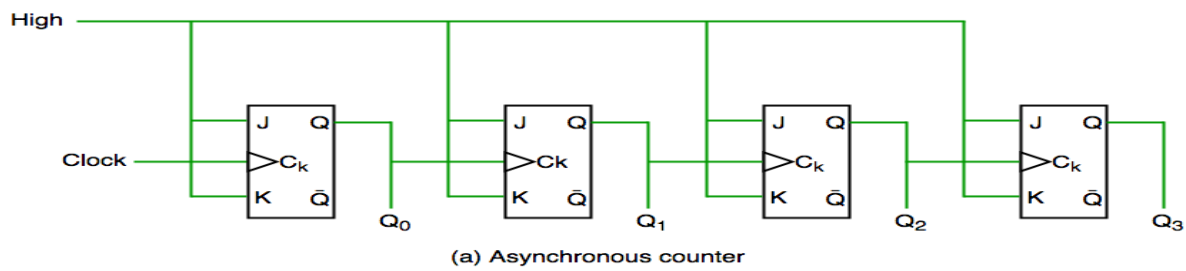 High
J Q J Q J Q J Q
Clock Ck Ck Ck Ck
K Q̄ K Q̄ K Q̄ K Q̄
Q0 Q1 Q2 Q3
(a) Asynchronous counter